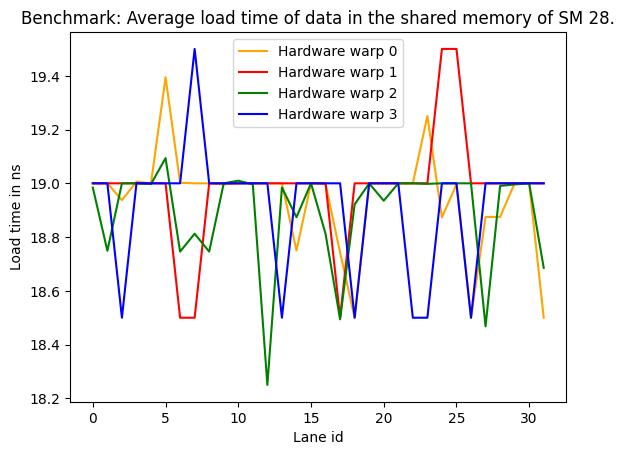 Benchmark: Average load time of data in the shared memory of SM 28.
Hardware warp 0
Hardware warp 1
Hardware warp 2
Hardware warp 3
Load time in ns
19.4
19.2
19.0
18.8
18.6
18.4
18.2
0 5 10 15 20 25 30
Lane id